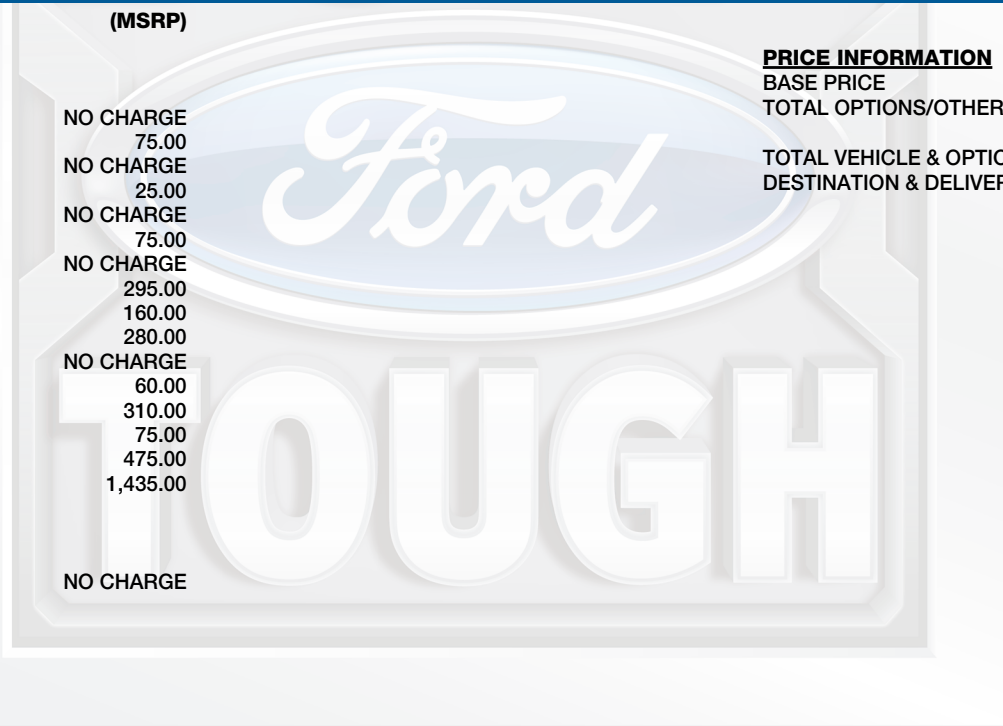 (MSRP)
NO CHARGE
75.00
NO CHARGE
25.00
NO CHARGE
75.00
NO CHARGE
295.00
160.00
280.00
NO CHARGE
60.00
310.00
75.00
475.00
1,435.00
NO CHARGE
PRICE INFORMATION
BASE PRICE
TOTAL OPTIONS/OTHER
TOTAL VEHICLE & OPTIO
DESTINATION & DELIVER
Ford
TOUGH